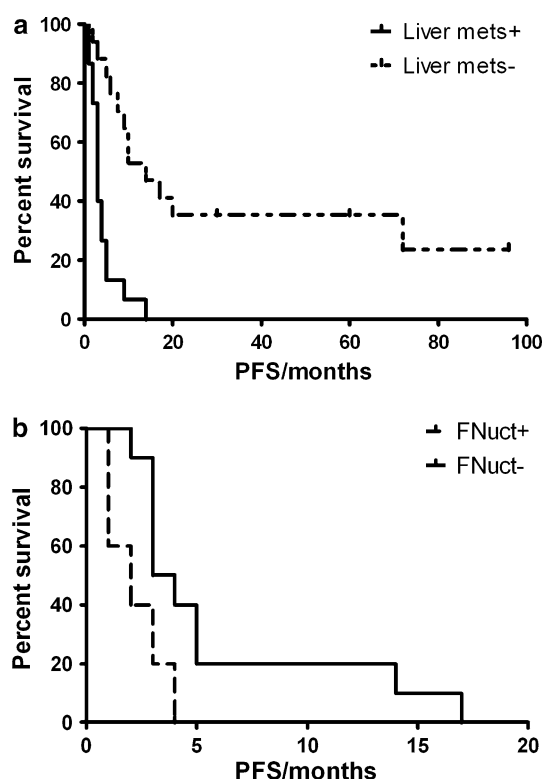 a
Liver mets+
Liver mets-
Percent survival
100
80
60
40
20
0
0 20 40 60 80 100
PFS/months
b
FNuct+
FNuct-
Percent survival
100
80
60
40
20
0
0 5 10 15 20
PFS/months